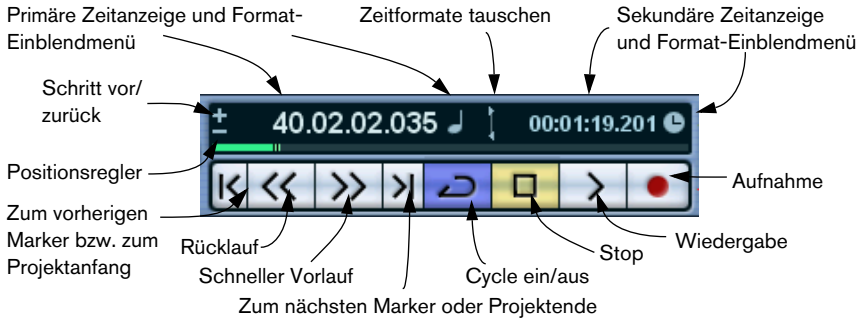 Primäre Zeitanzeige und Format-
Einblendmenü
Zeitformate tauschen
Sekundäre Zeitanzeige
und Format-Einblendmenü
Schritt vor/
zurück
40.02.02.035
00:01:19.201
Positionsregler
Aufnahme
Zum vorherigen
Marker bzw. zum
Projektanfang
Rücklauf
Schneller Vorlauf
Zum nächsten Marker oder Projektende
Cycle ein/aus
Stop
Wiedergabe